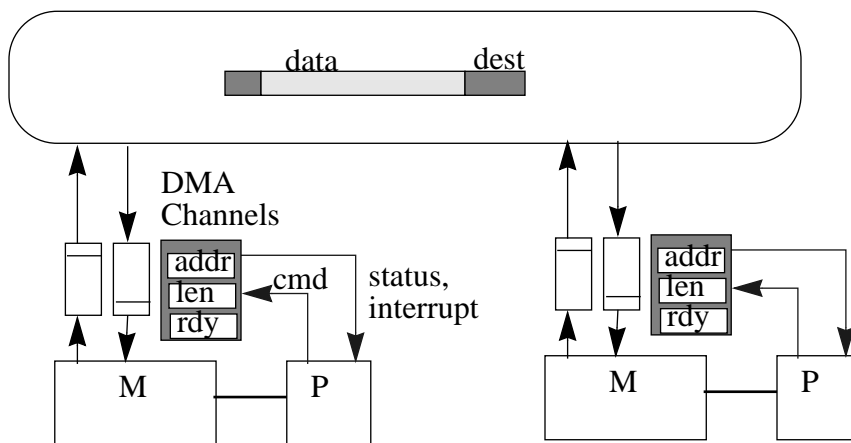 data dest
DMA
Channels
addr
len
rdy
cmd
status,
interrupt
addr
len
rdy
M
P
M
P